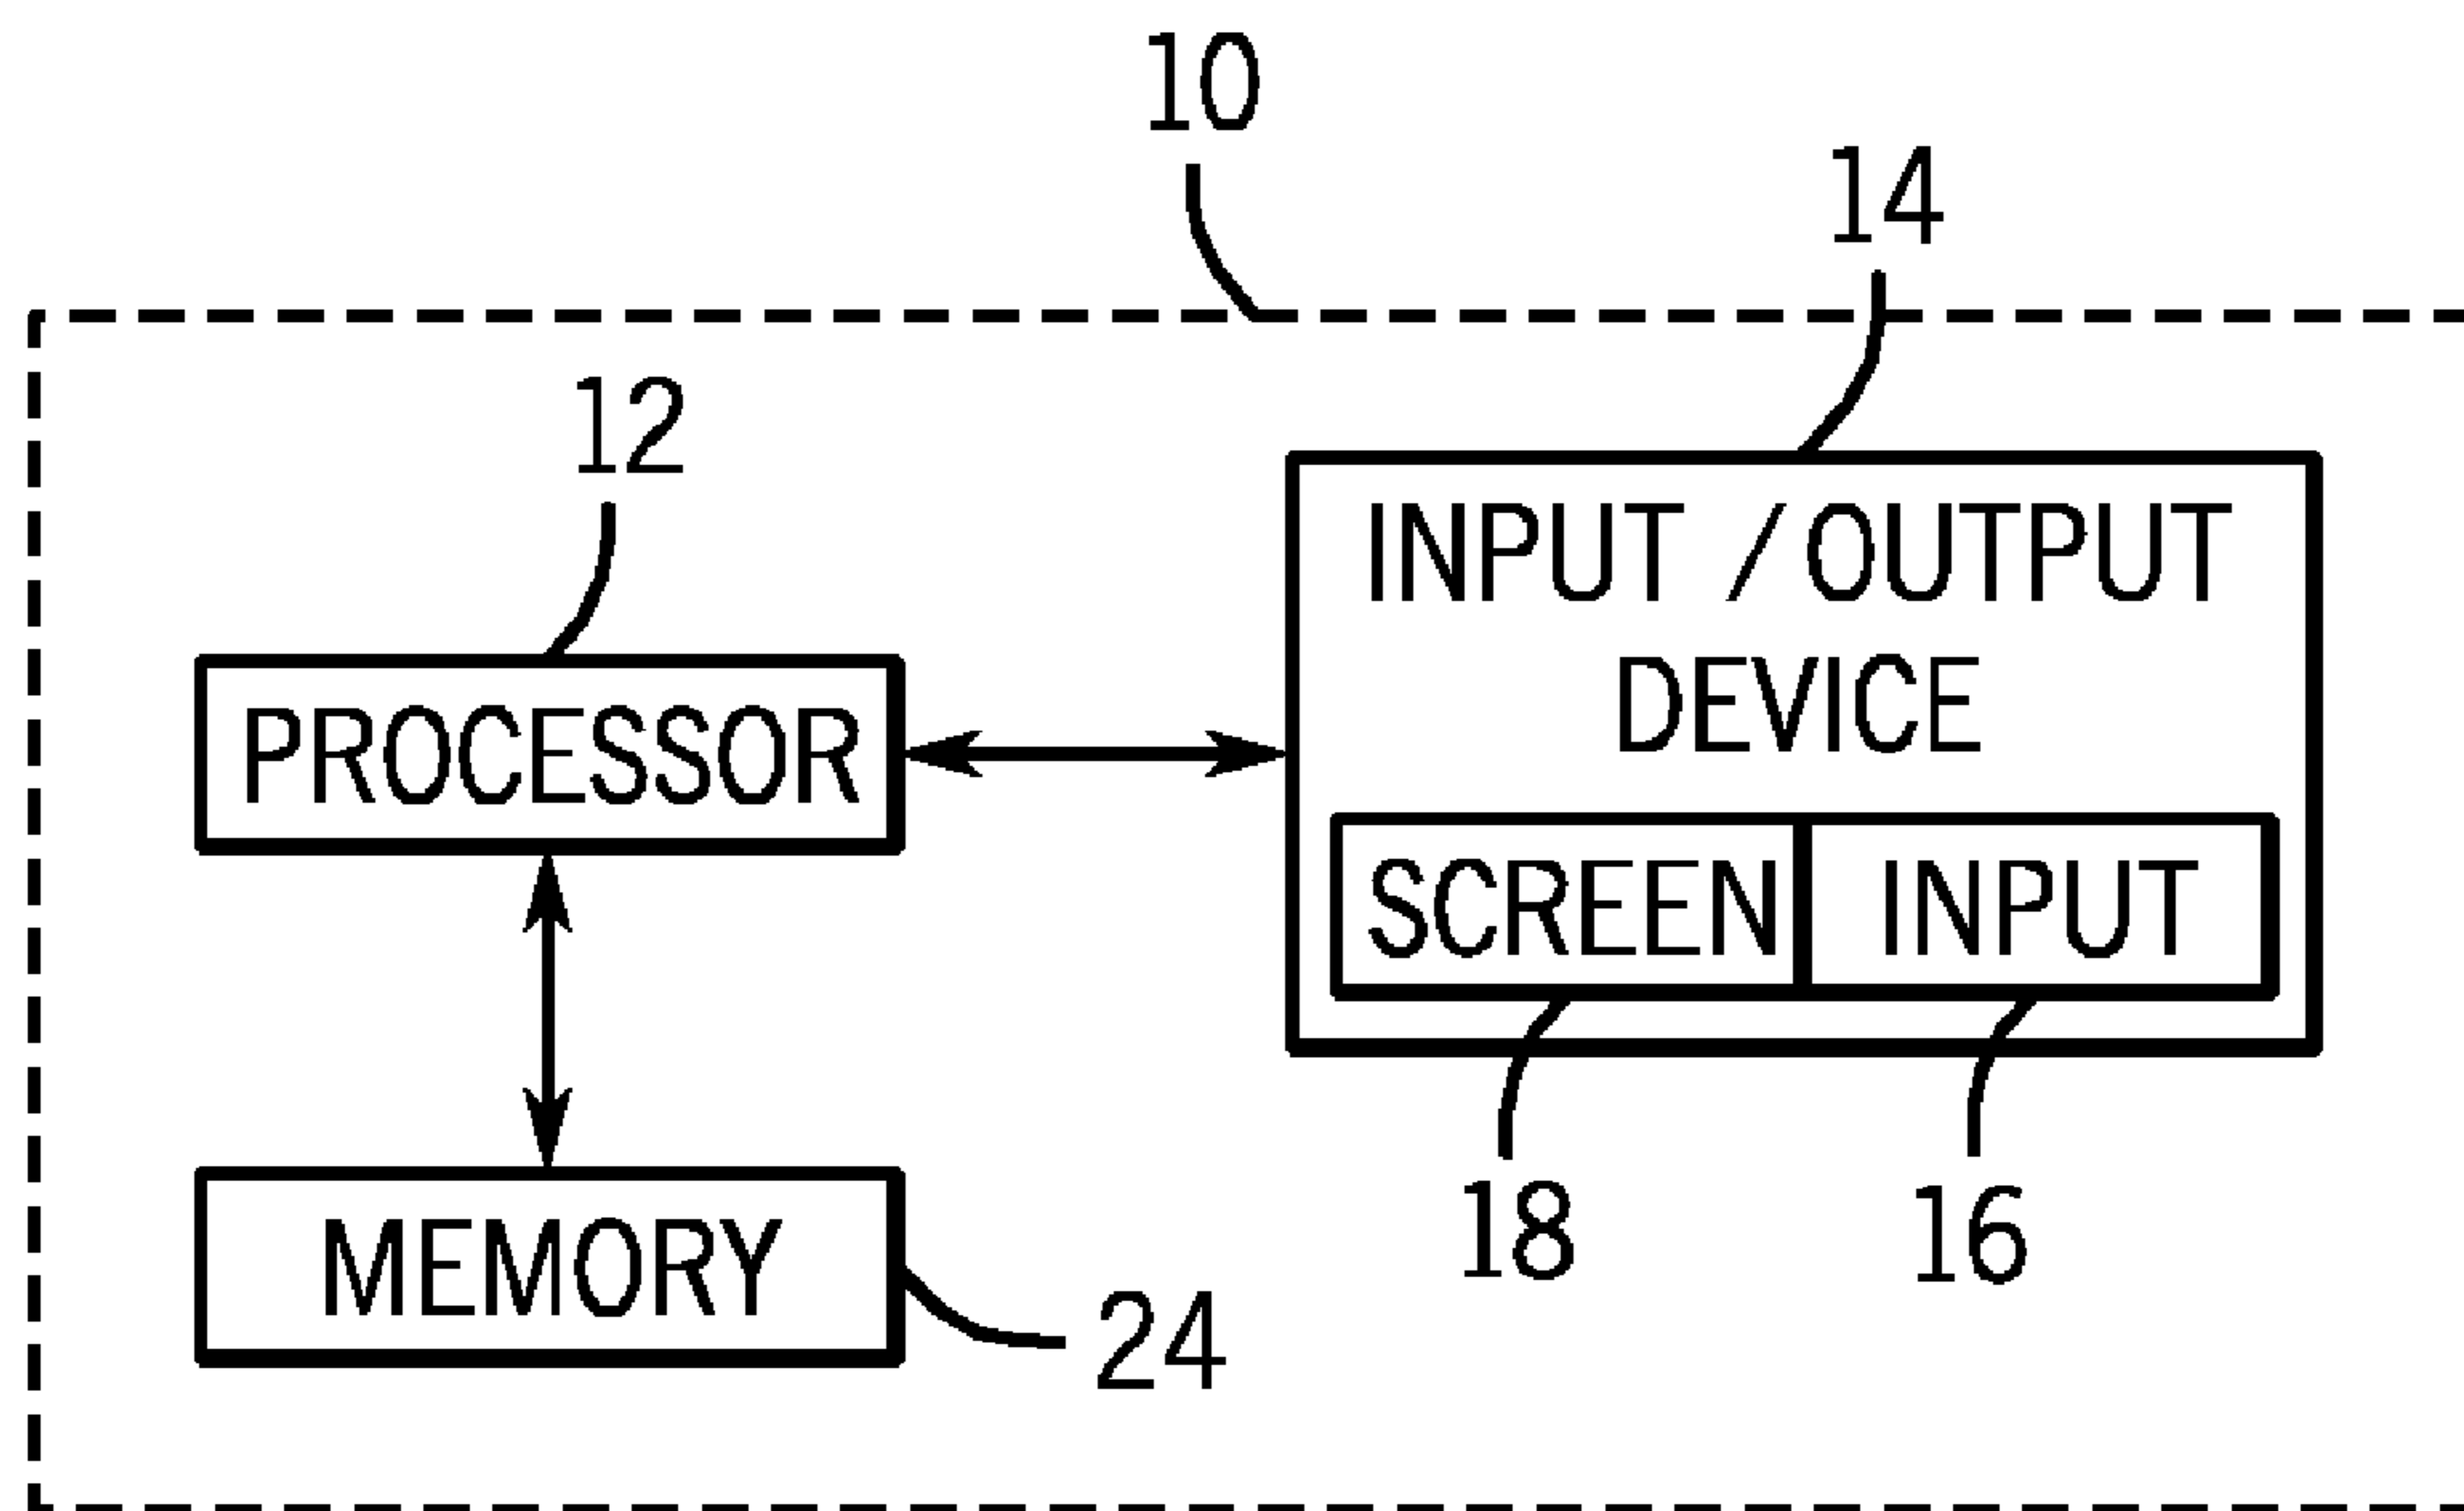 10
14
12
INPUT / OUTPUT
DEVICE
PROCESSOR
SCREEN
INPUT
18
16
MEMORY
24